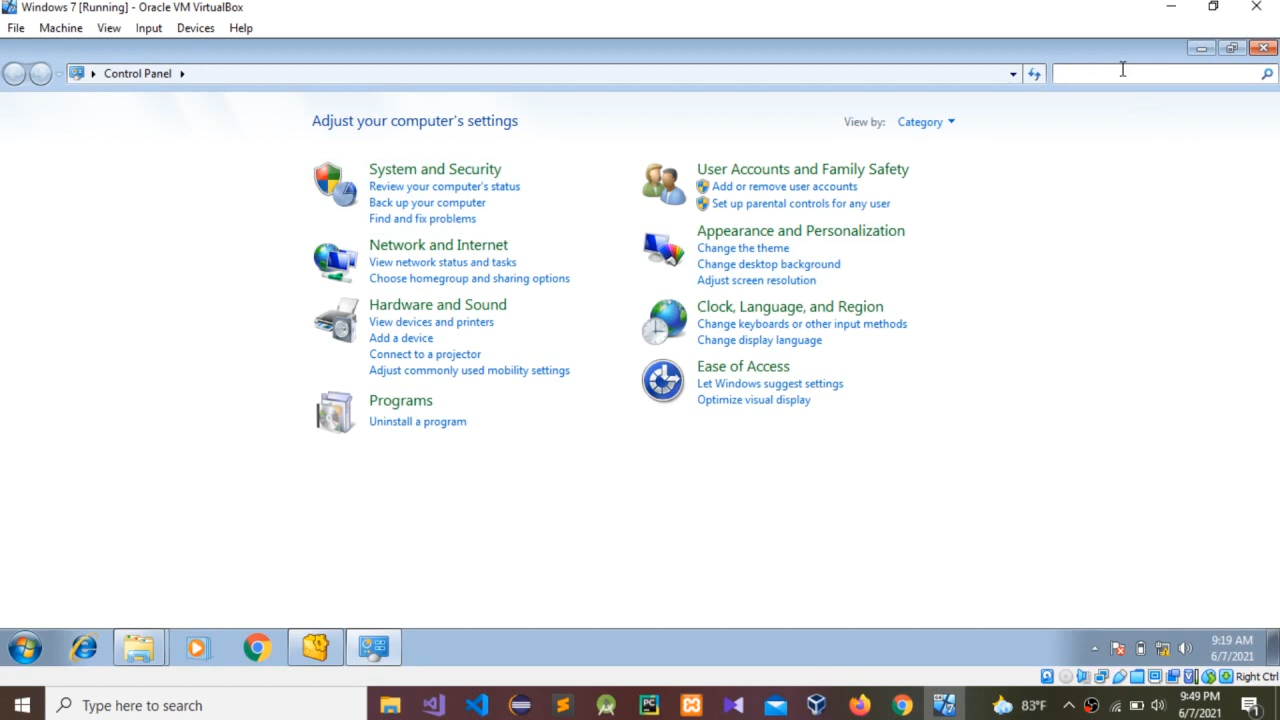 Windows 7 [Running] - Oracle VM VirtualBox
File Machine View Input Devices Help
Control Panel
Adjust your computer's settings
View by: Category
System and Security
Review your computer's status
Back up your computer
Find and fix problems
Network and Internet
View network status and tasks
Choose homegroup and sharing options
Hardware and Sound
View devices and printers
Add a device
Connect to a projector
Adjust commonly used mobility settings
Programs
Uninstall a program
User Accounts and Family Safety
Add or remove user accounts
Set up parental controls for any user
Appearance and Personalization
Change the theme
Change desktop background
Adjust screen resolution
Clock, Language, and Region
Change keyboards or other input methods
Change display language
Ease of Access
Let Windows suggest settings
Optimize visual display
9:19 AM
6/7/2021
Right Ctrl
Type here to search
PC
83°F
9:49 PM
6/7/2021
1